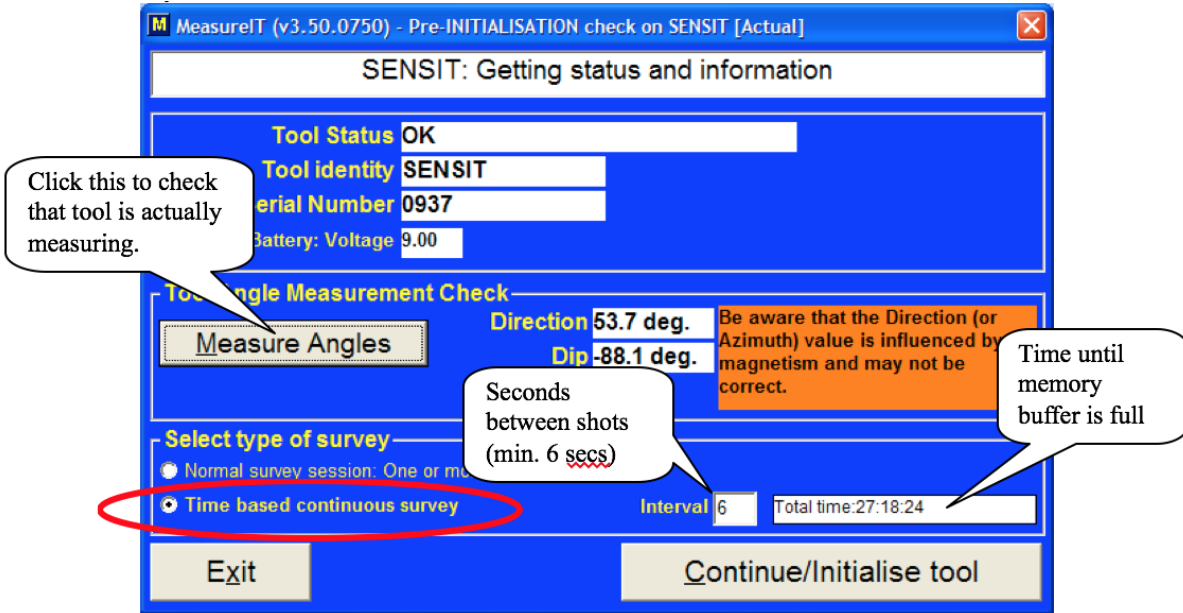 MeasureIT (v3.50.0750) - Pre-INITIALISATION check on SENSIT [Actual]
SENSIT: Getting status and information
Tool Status OK
Tool identity SENSIT
Serial Number 0937
Battery: Voltage 9.00
Click this to check
that tool is actually
measuring.
Angle Measurement Check
Measure Angles
Direction 53.7 deg.
Dip -88.1 deg.
Be aware that the Direction (or
Azimuth) value is influenced by
magnetism and may not be
correct.
Seconds
between shots
(min. 6 secs)
Time until
memory
buffer is full
Select type of survey
Normal survey session: One or
Time based continuous survey
Interval 6
Total time:27:18:24
Exit
Continue/Initialise tool